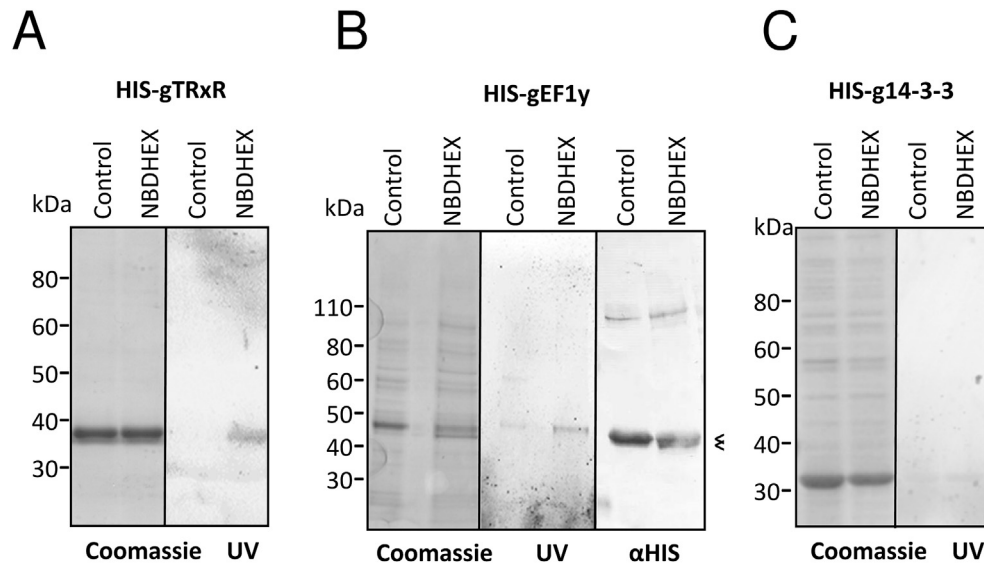 A
B
C
HIS-gTRxR
HIS-gEF1y
HIS-g14-3-3
Control
NBDHEX
Control
NBDHEX
Control
NBDHEX
Control
NBDHEX
Control
NBDHEX
Control
NBDHEX
Control
NBDHEX
kDa
80
60
50
40
30
kDa
110
80
60
50
40
30
kDa
80
60
50
40
30
Coomassie UV
Coomassie UV αHIS
Coomassie UV